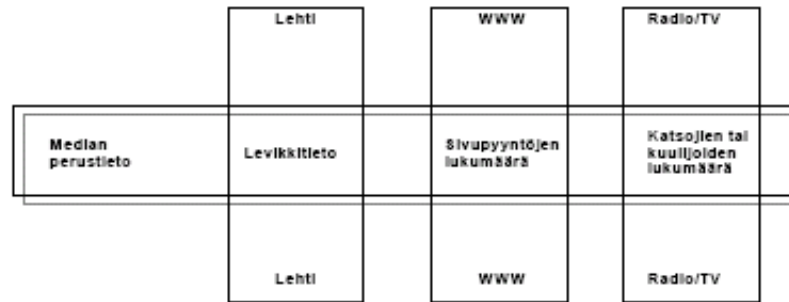 Lehti
WWW
Radio/TV
Median
perustieto
Levikkitieto
Sivupyyntöjen
lukumäärä
Katsojien tai
kuulijoiden
lukumäärä
Lehti
WWW
Radio/TV